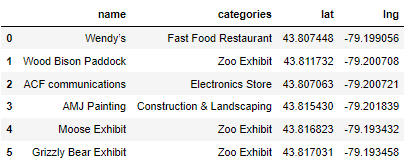 name categories lat lng
0 Wendy's Fast Food Restaurant 43.807448 -79.199056
1 Wood Bison Paddock Zoo Exhibit 43.811732 -79.200708
2 ACF communications Electronics Store 43.807063 -79.200721
3 AMJ Painting Construction & Landscaping 43.815430 -79.201839
4 Moose Exhibit Zoo Exhibit 43.816823 -79.193432
5 Grizzly Bear Exhibit Zoo Exhibit 43.817031 -79.193458